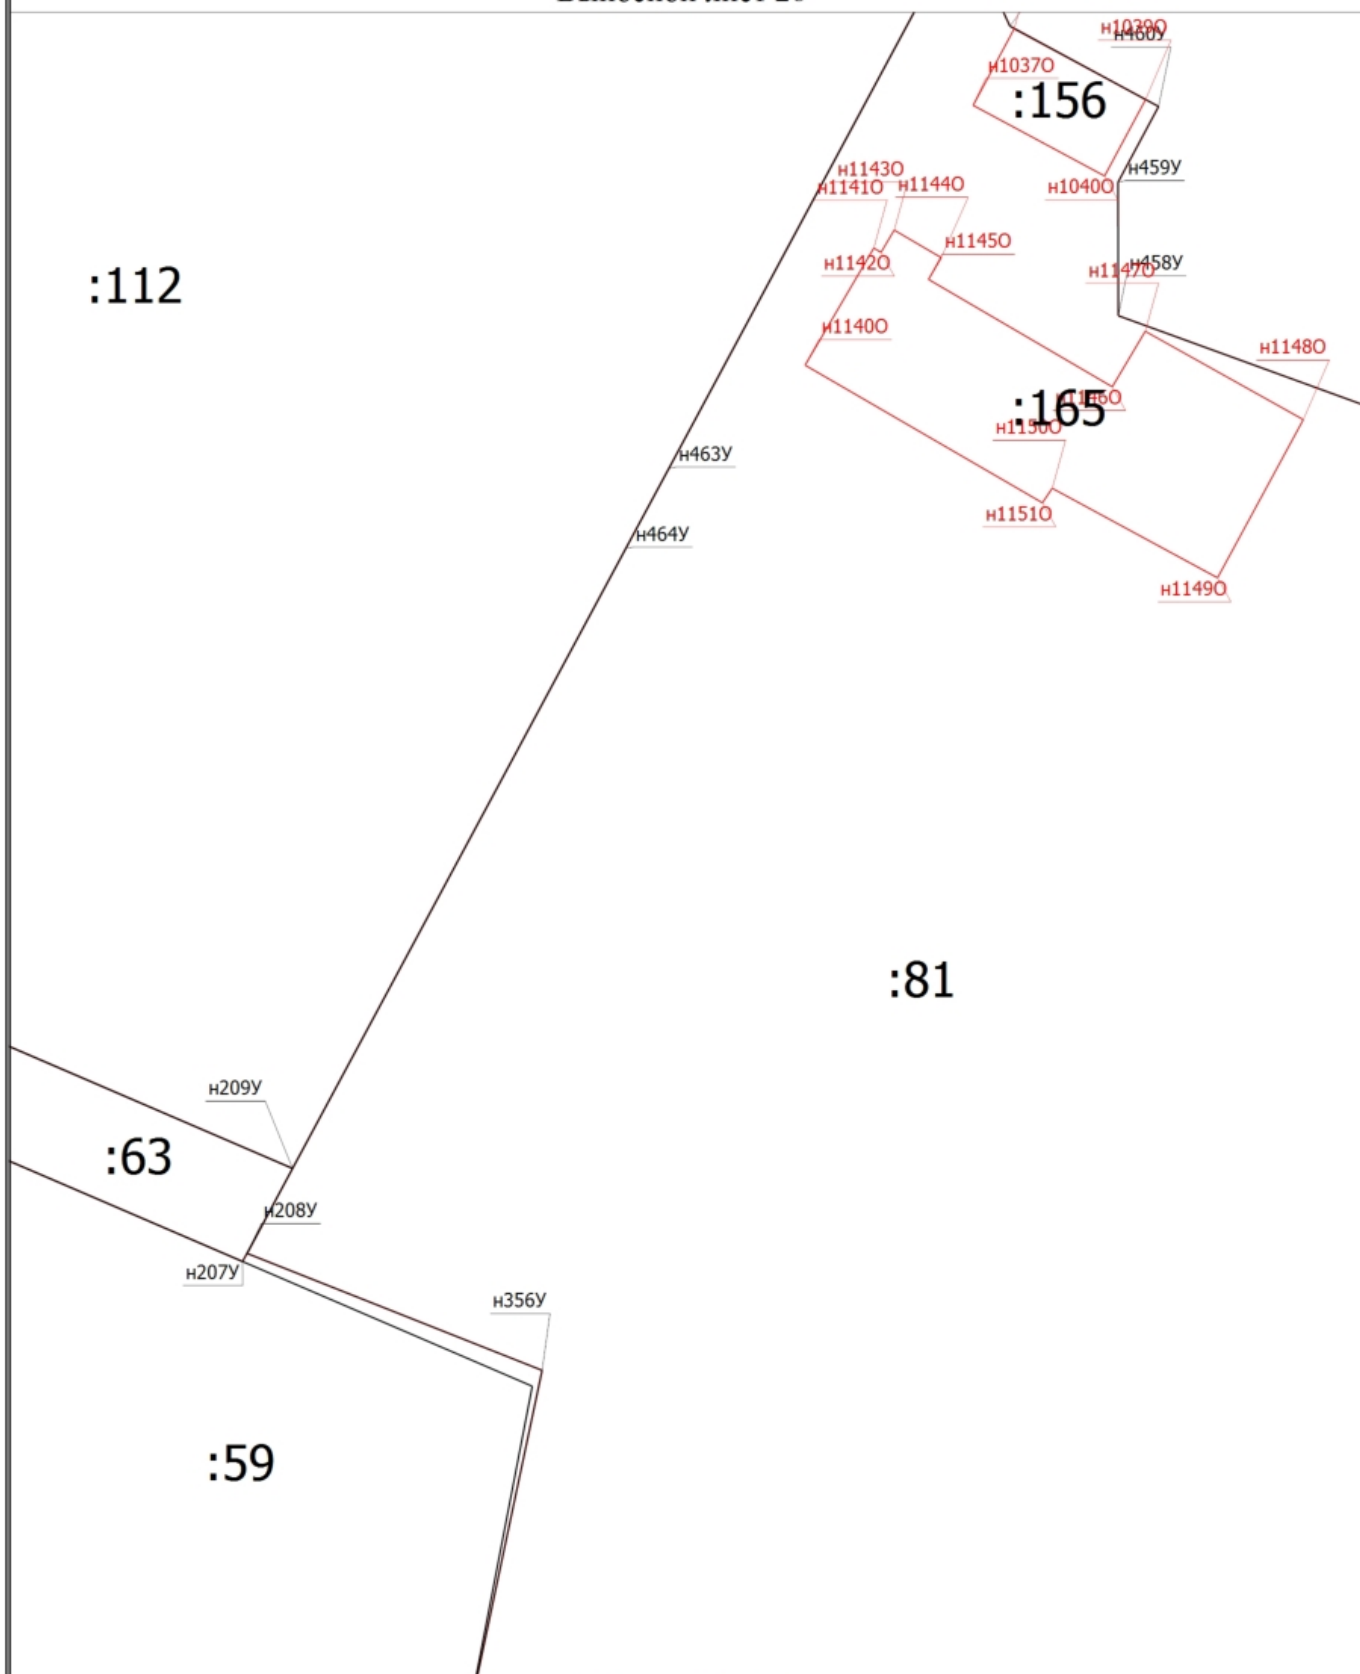 н1039О
н460У
н1037О
:156
н459У
н1143О
н1141О
н1144О
н1040О
н1145О
н1142О
н458У
н1147О
:112
н1140О
н1148О
н1146О
:165
н1150О
н463У
н1151О
н464У
н1149О
:81
н209У
:63
н208У
н207У
н356У
:59